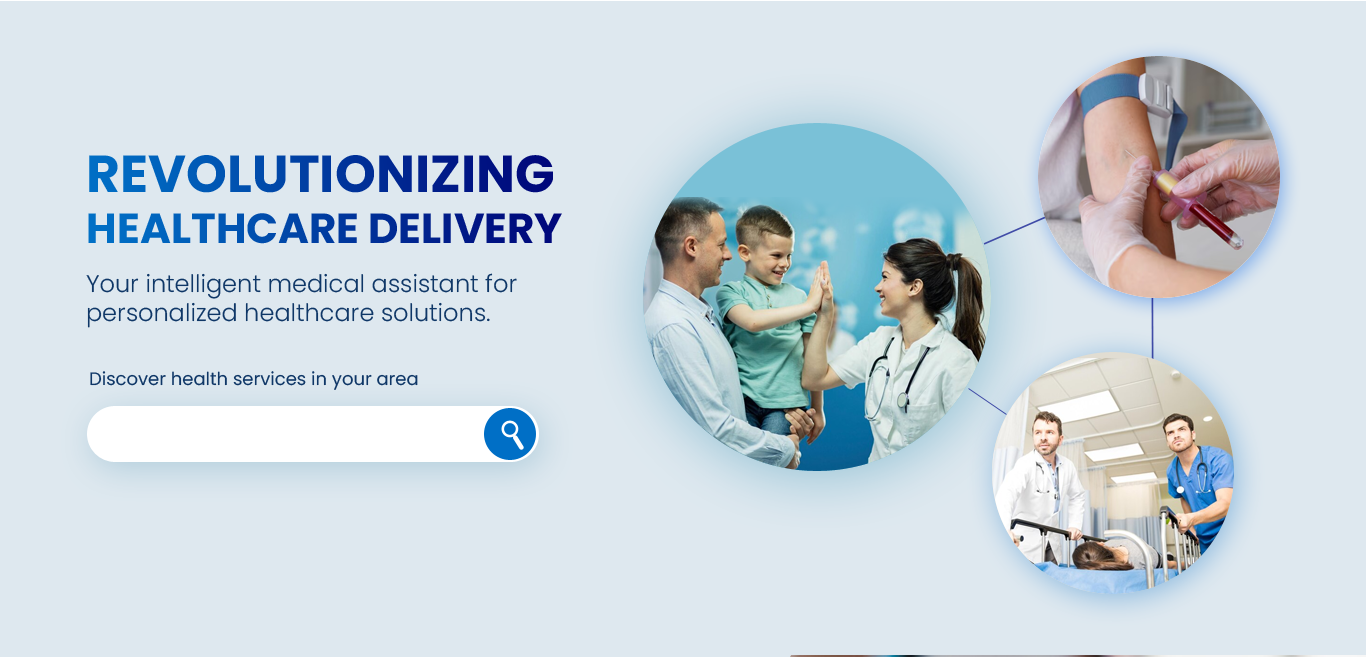 REVOLUTIONIZING
HEALTHCARE DELIVERY
Your intelligent medical assistant for
personalized healthcare solutions.
Discover health services in your area